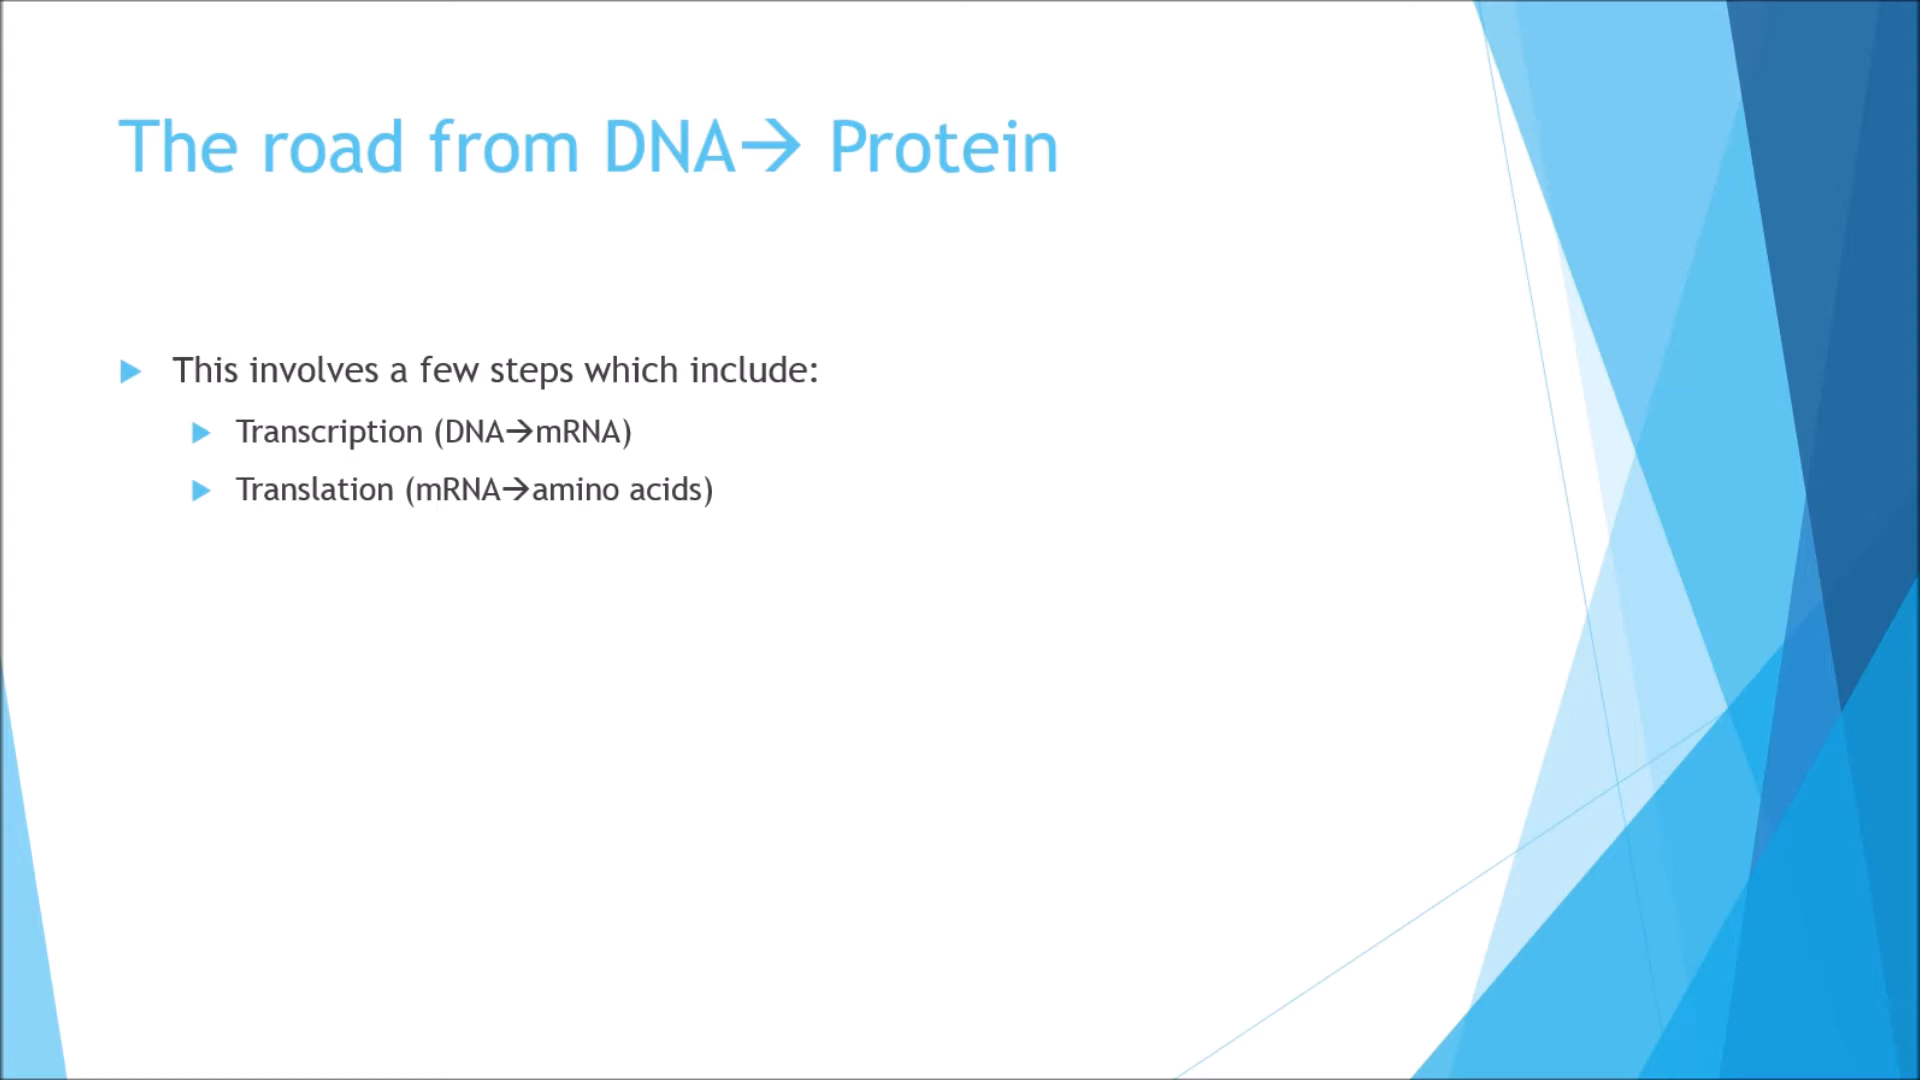 The road from DNA→ Protein
This involves a few steps which include:
Transcription (DNA→mRNA)
Translation (mRNA→amino acids)